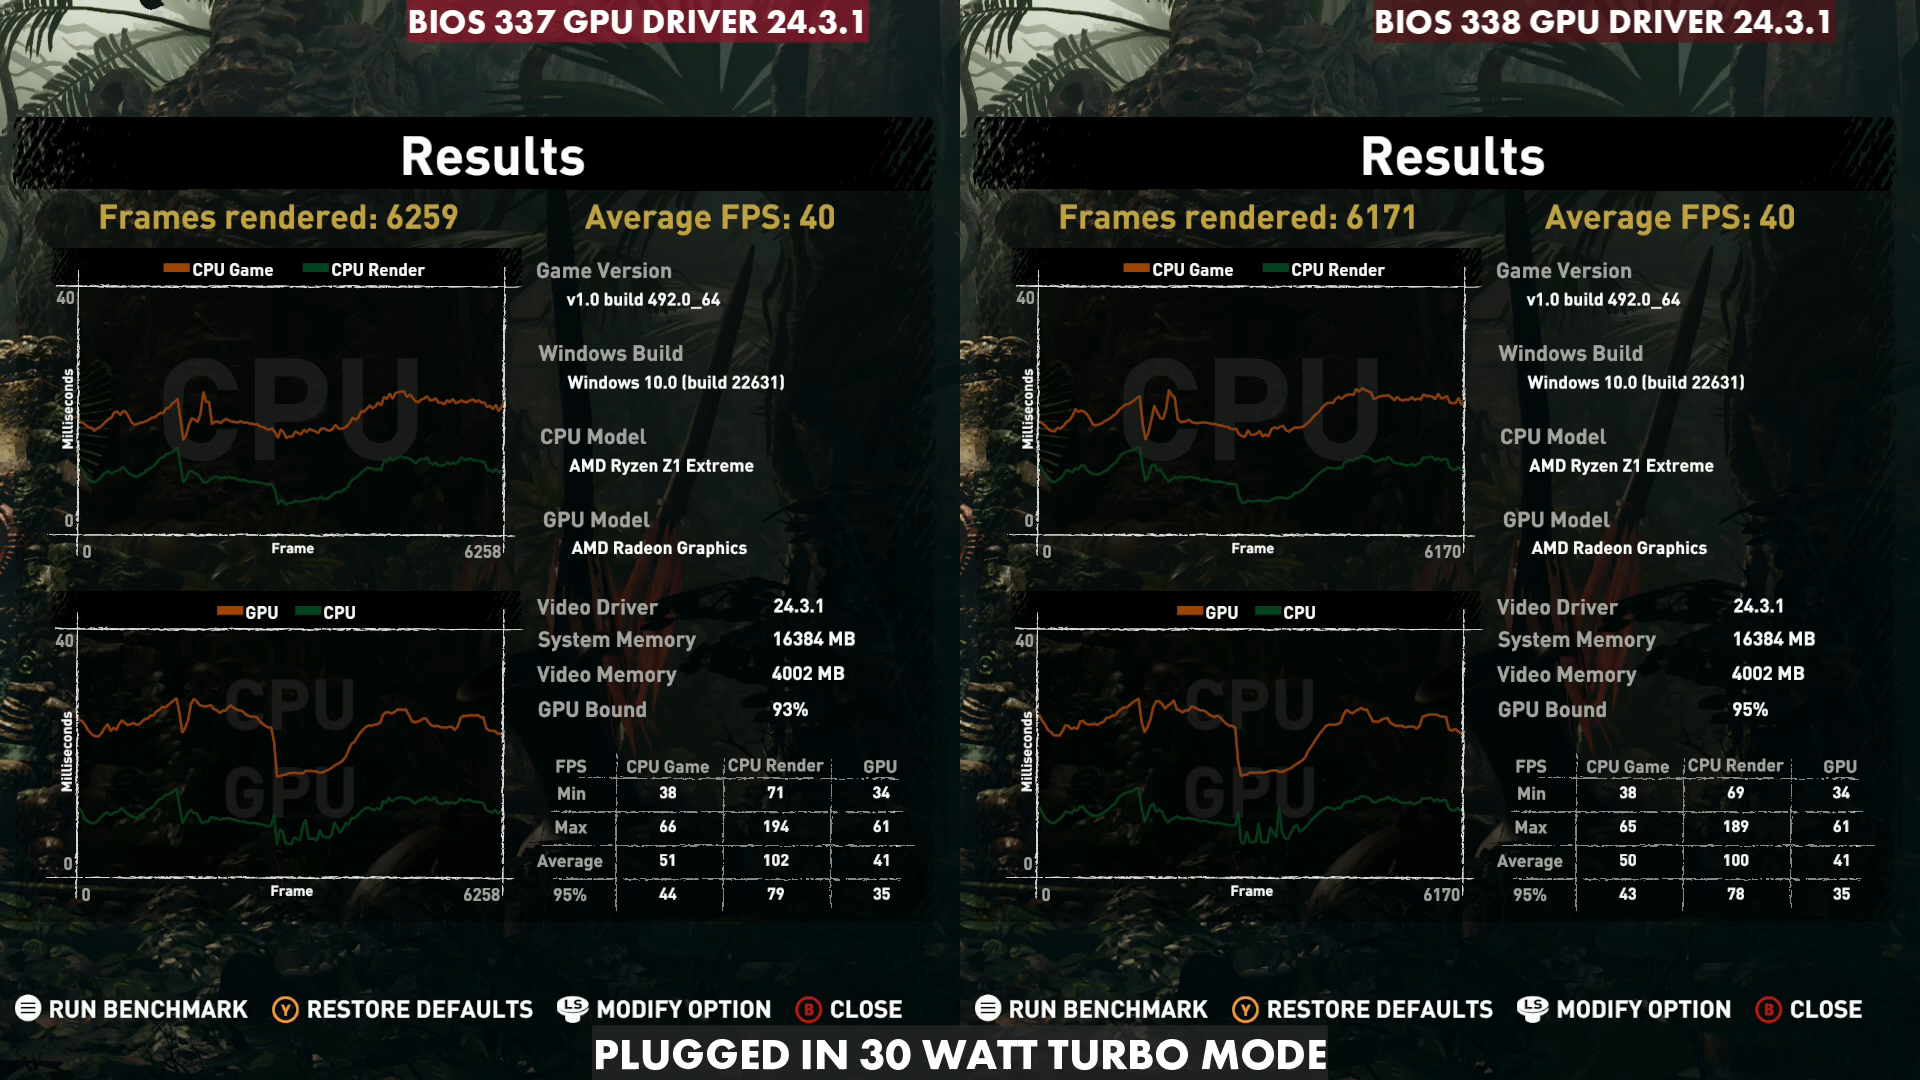 BIOS 337 GPU DRIVER 24.3.1
Results
Frames rendered: 6259
Average FPS: 40
CPU Game CPU Render
40
CPU
Milliseconds
0
0 Frame 6258
GPU CPU
40
CPU
GPU
Milliseconds
0
0 Frame 6258
Game Version
v1.0 build 492.0_64
Windows Build
Windows 10.0 (build 22631)
CPU Model
AMD Ryzen Z1 Extreme
GPU Model
AMD Radeon Graphics
Video Driver 24.3.1
System Memory 16384 MB
Video Memory 4002 MB
GPU Bound 93%
FPS CPU Game CPU Render GPU
Min 38 71 34
Max 66 194 61
Average 51 102 41
95% 44 79 35
RUN BENCHMARK Y RESTORE DEFAULTS LS MODIFY OPTION B CLOSE
BIOS 338 GPU DRIVER 24.3.1
Results
Frames rendered: 6171
Average FPS: 40
CPU Game CPU Render
40
CPU
Milliseconds
0
0 Frame 6170
GPU CPU
40
CPU
GPU
Milliseconds
0
0 Frame 6170
Game Version
v1.0 build 492.0_64
Windows Build
Windows 10.0 (build 22631)
CPU Model
AMD Ryzen Z1 Extreme
GPU Model
AMD Radeon Graphics
Video Driver 24.3.1
System Memory 16384 MB
Video Memory 4002 MB
GPU Bound 95%
FPS CPU Game CPU Render GPU
Min 38 69 34
Max 65 189 61
Average 50 100 41
95% 43 78 35
RUN BENCHMARK Y RESTORE DEFAULTS LS MODIFY OPTION B CLOSE
PLUGGED IN 30 WATT TURBO MODE